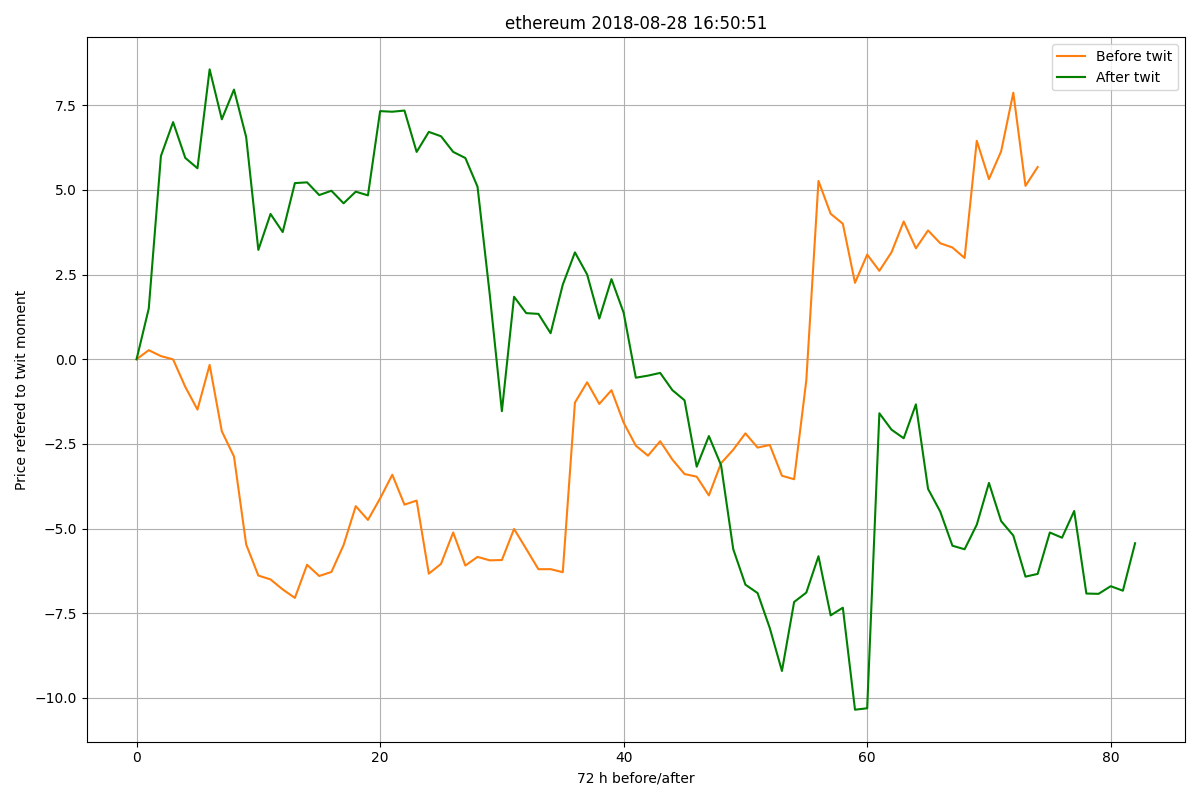 ethereum 2018-08-28 16:50:51
Before twit
After twit
Price refered to twit moment
7.5
5.0
2.5
0.0
−2.5
−5.0
−7.5
−10.0
0 20 40 60 80
72 h before/after